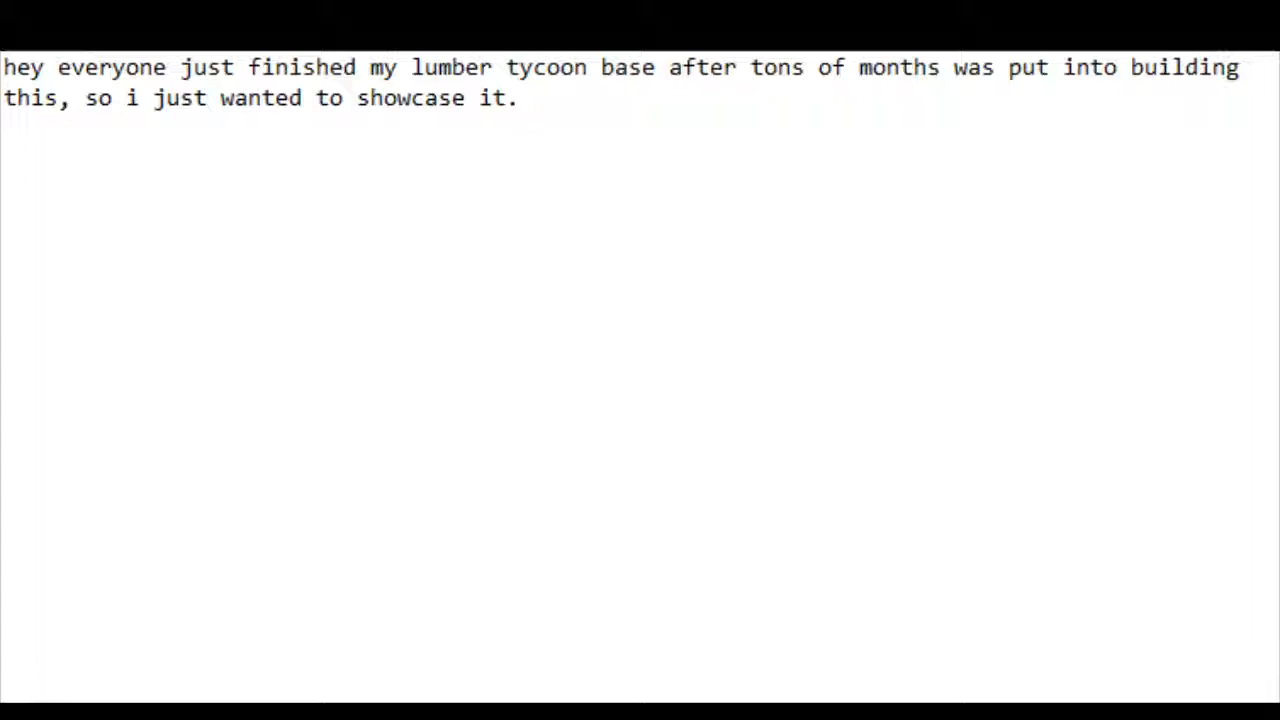 hey everyone just finished my lumber tycoon base after tons of months was put into building
this, so i just wanted to showcase it.